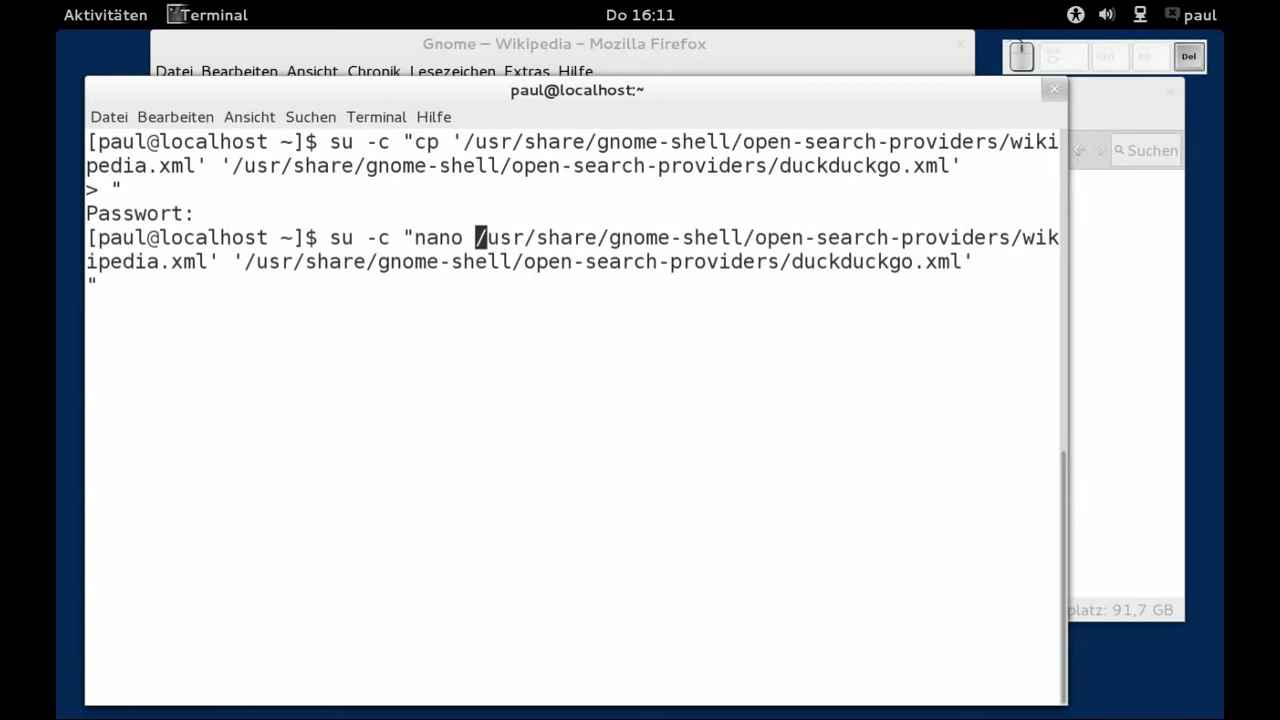 Aktivitäten Terminal Do 16:11 paul
Gnome – Wikipedia – Mozilla Firefox
Datei Bearbeiten Ansicht Chronik Lesezeichen Extras Hilfe
Del
paul@localhost:~
Datei Bearbeiten Ansicht Suchen Terminal Hilfe
Suchen
[paul@localhost ~]$ su -c "cp '/usr/share/gnome-shell/open-search-providers/wiki
pedia.xml' '/usr/share/gnome-shell/open-search-providers/duckduckgo.xml'
> "
Passwort:
[paul@localhost ~]$ su -c "nano /usr/share/gnome-shell/open-search-providers/wik
ipedia.xml' '/usr/share/gnome-shell/open-search-providers/duckduckgo.xml'
"
platz: 91,7 GB